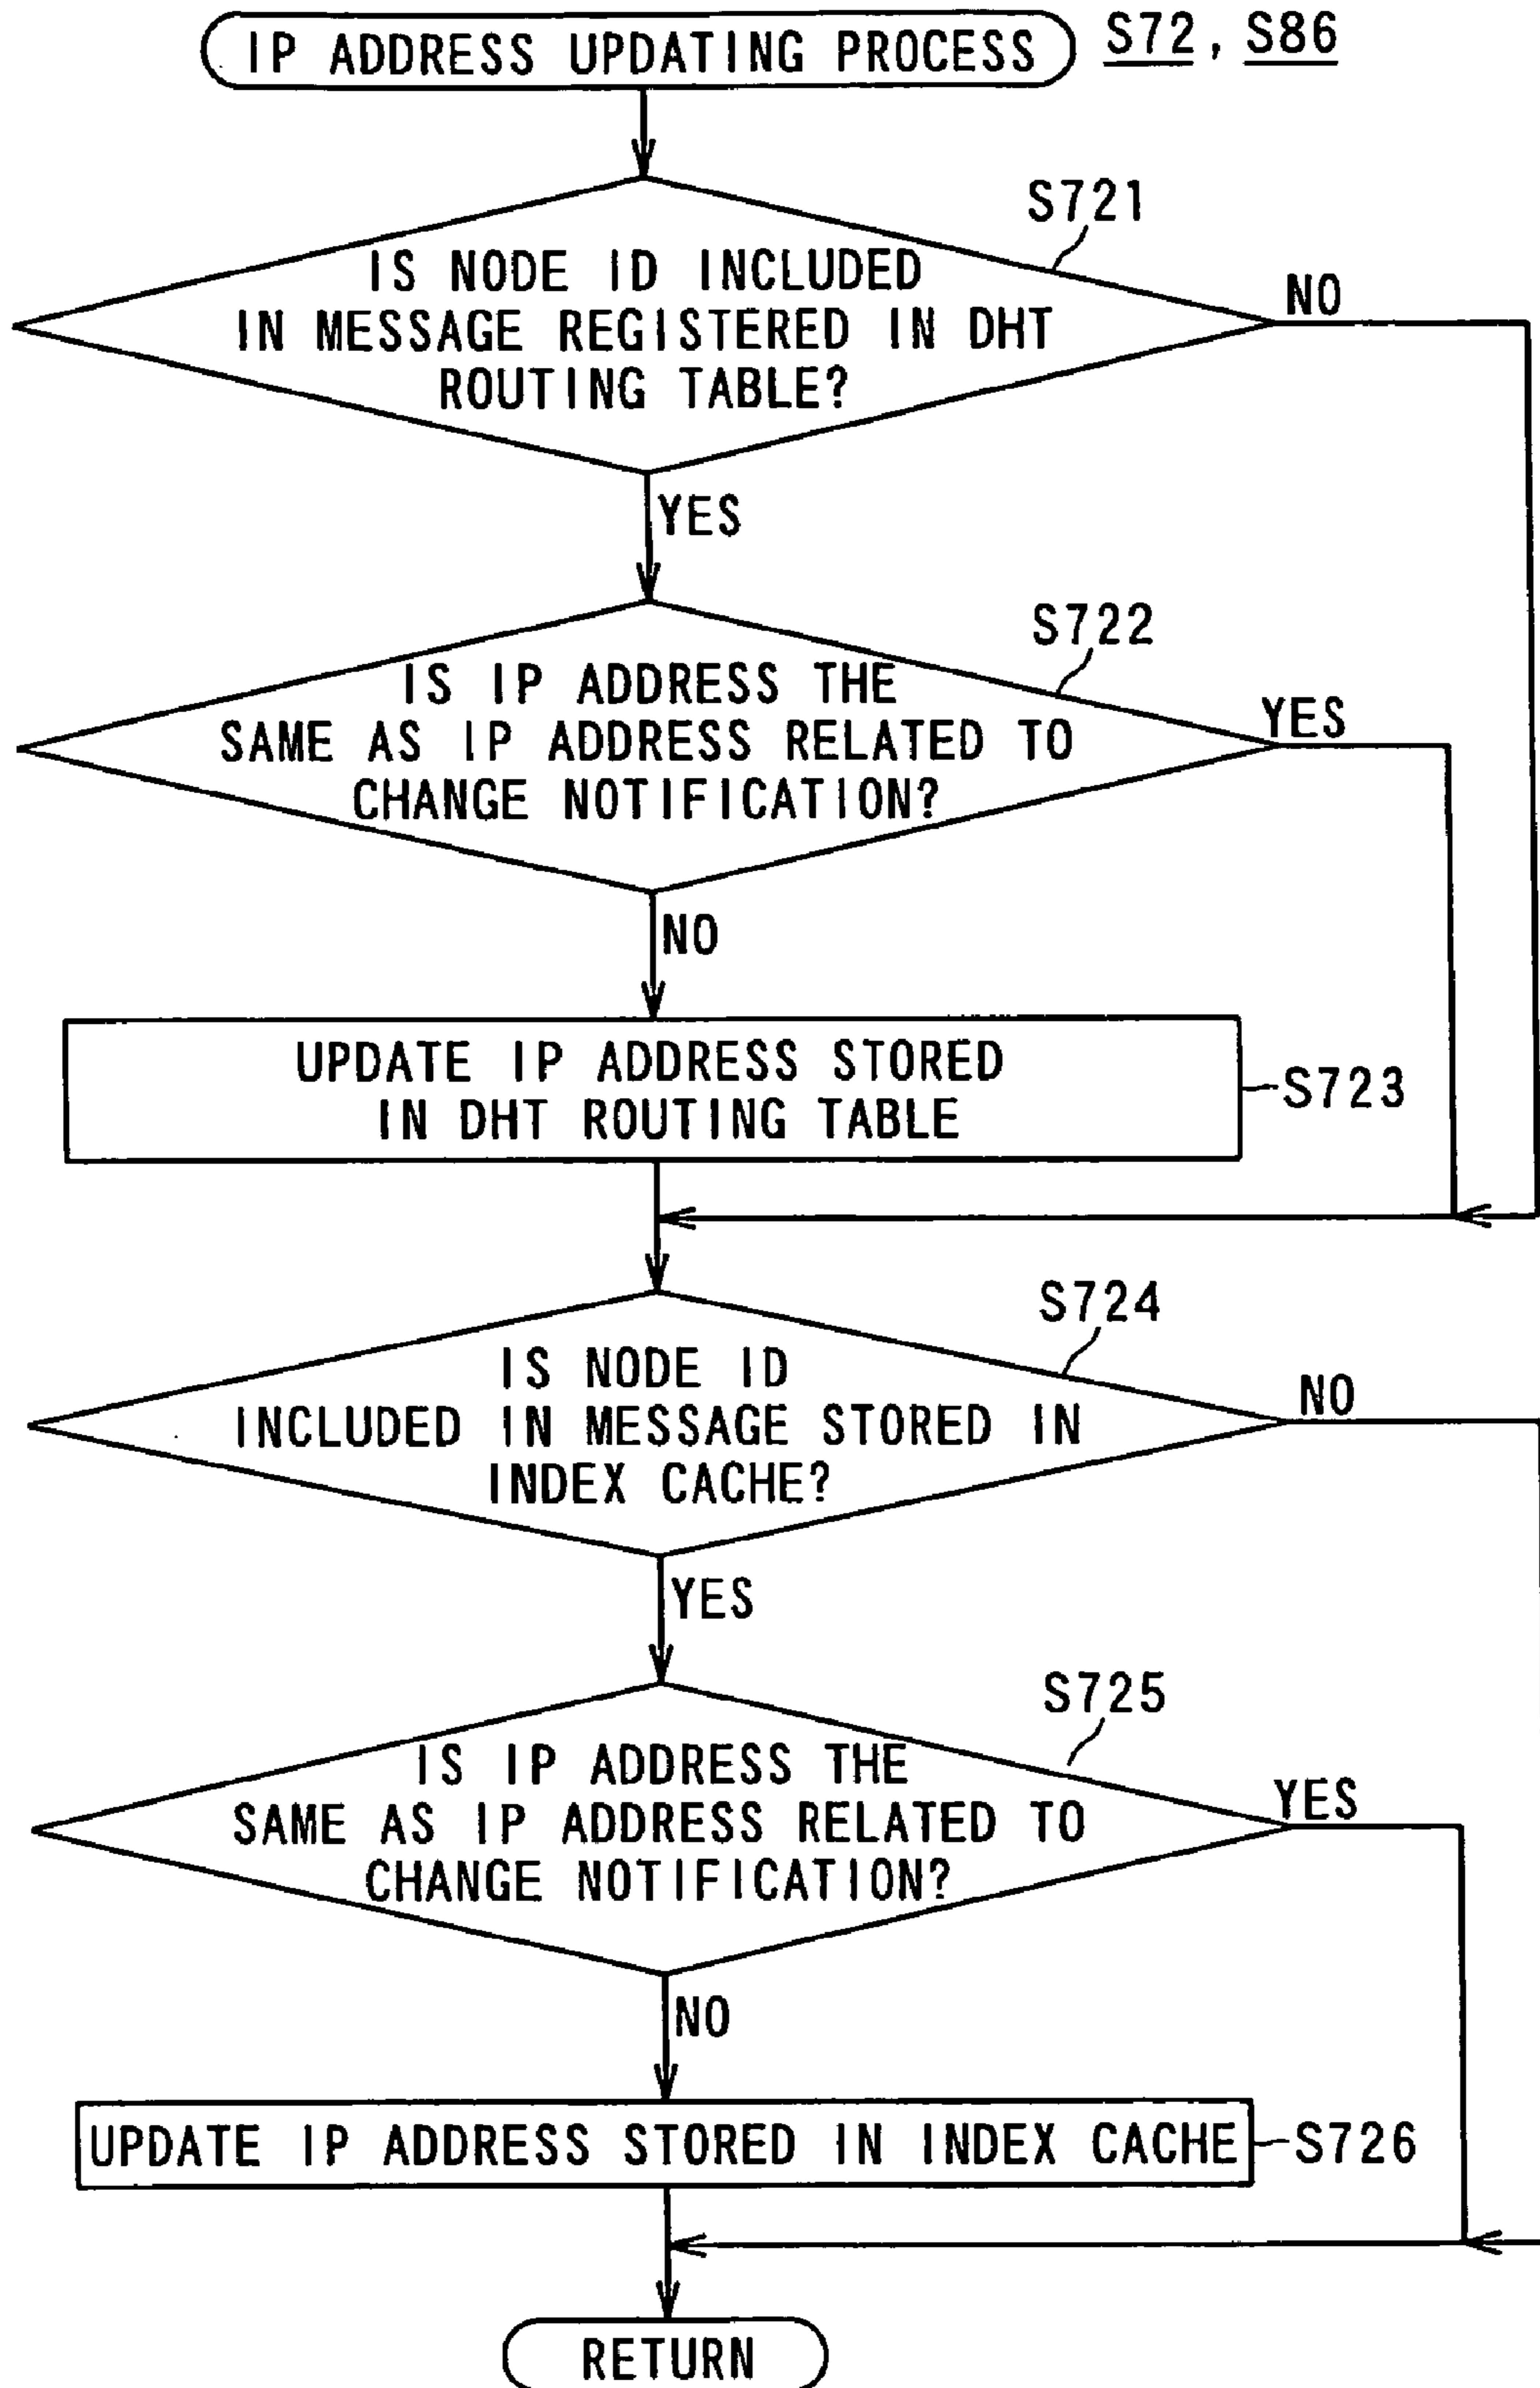 IP ADDRESS UPDATING PROCESS S72, S86
S721
IS NODE ID INCLUDED
NO
IN MESSAGE REGISTERED IN DHT
ROUTING TABLE?
YES
S722
IS IP ADDRESS THE
YES
SAME AS IP ADDRESS RELATED TO
CHANGE NOTIFICATION?
NO
UPDATE IP ADDRESS STORED
IN DHT ROUTING TABLE
S723
S724
IS NODE ID
NO
INCLUDED IN MESSAGE STORED IN
INDEX CACHE?
YES
S725
IS IP ADDRESS THE
YES
SAME AS IP ADDRESS RELATED TO
CHANGE NOTIFICATION?
NO
UPDATE IP ADDRESS STORED IN INDEX CACHE
S726
RETURN